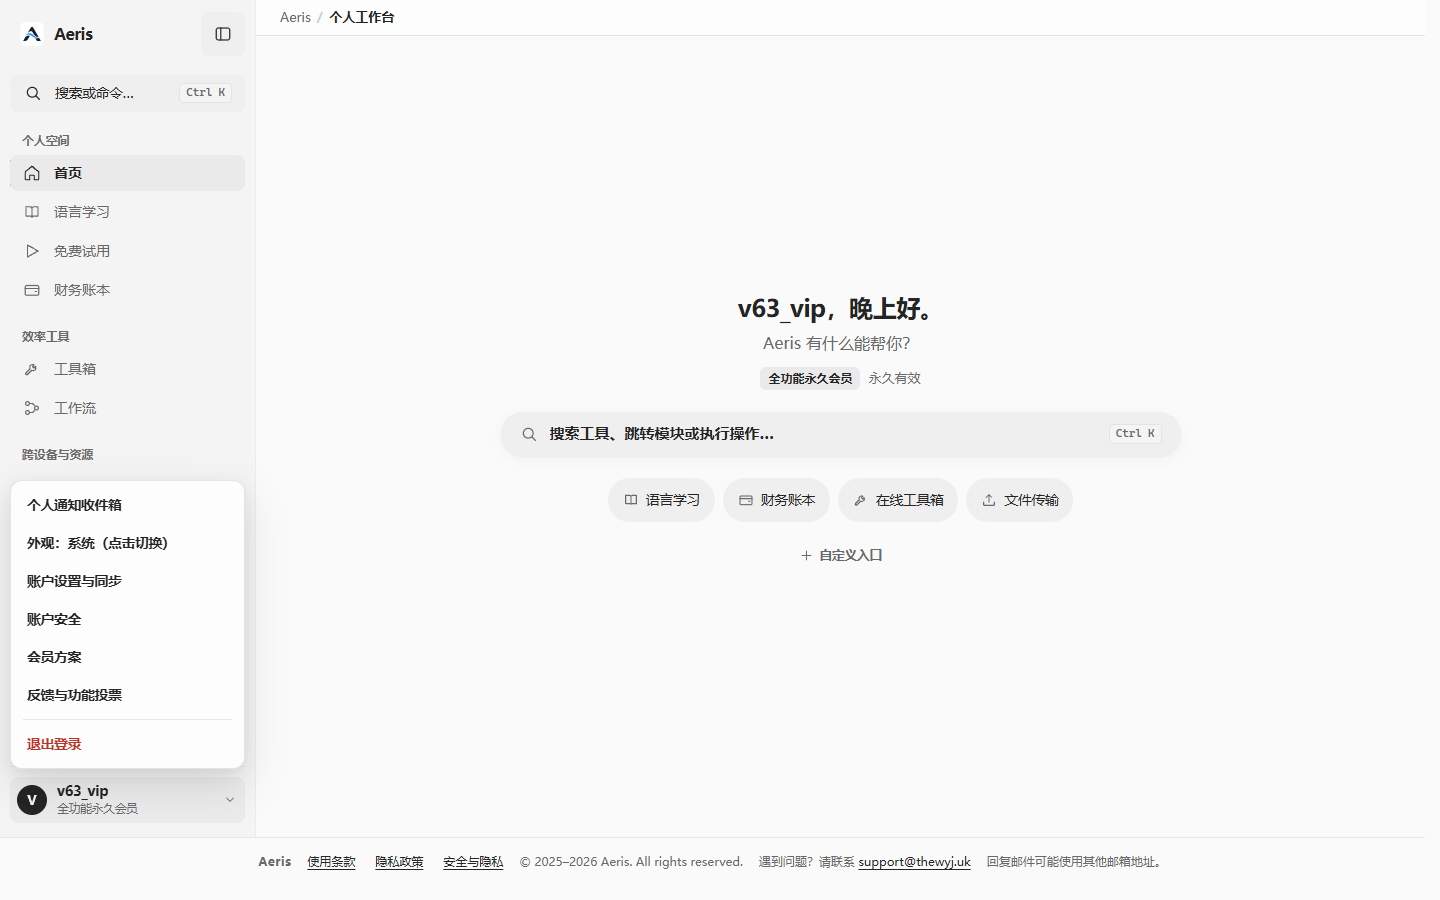 Aeris
搜索或命令... Ctrl K
个人空间
首页
语言学习
免费试用
财务账本
效率工具
工具箱
工作流
跨设备与资源
个人通知收件箱
外观：系统（点击切换）
账户设置与同步
账户安全
会员方案
反馈与功能投票
退出登录
V
v63_vip
全功能永久会员
Aeris / 个人工作台
v63_vip，晚上好。
Aeris 有什么能帮你？
全功能永久会员 永久有效
搜索工具、跳转模块或执行操作... Ctrl K
语言学习 财务账本 在线工具箱 文件传输
自定义入口
Aeris 使用条款 隐私政策 安全与隐私 © 2025–2026 Aeris. All rights reserved. 遇到问题？请联系 support@thewyj.uk 回复邮件可能使用其他邮箱地址。